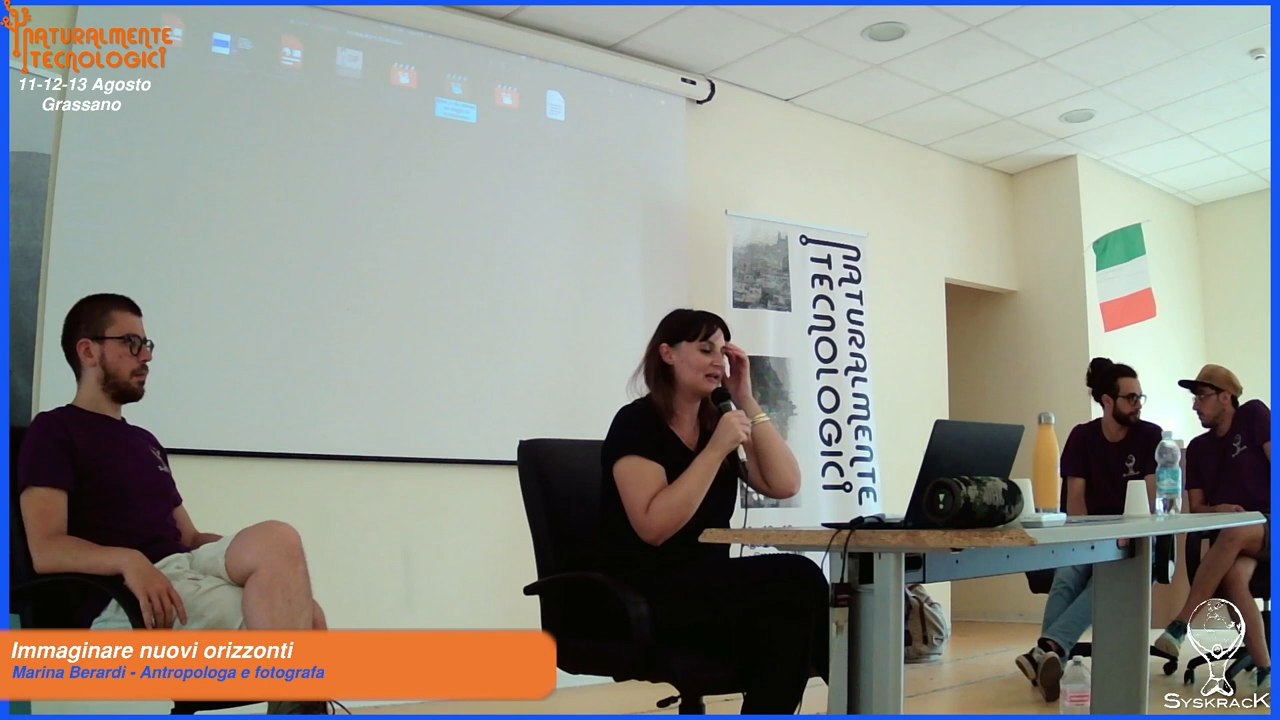 NATURALMENTE
TECNOLOGICI
11-12-13 Agosto
Grassano
NATURALMENTE
TECNOLOGICI
Immaginare nuovi orizzonti
Marina Berardi - Antropologa e fotografa
SYSKRACK